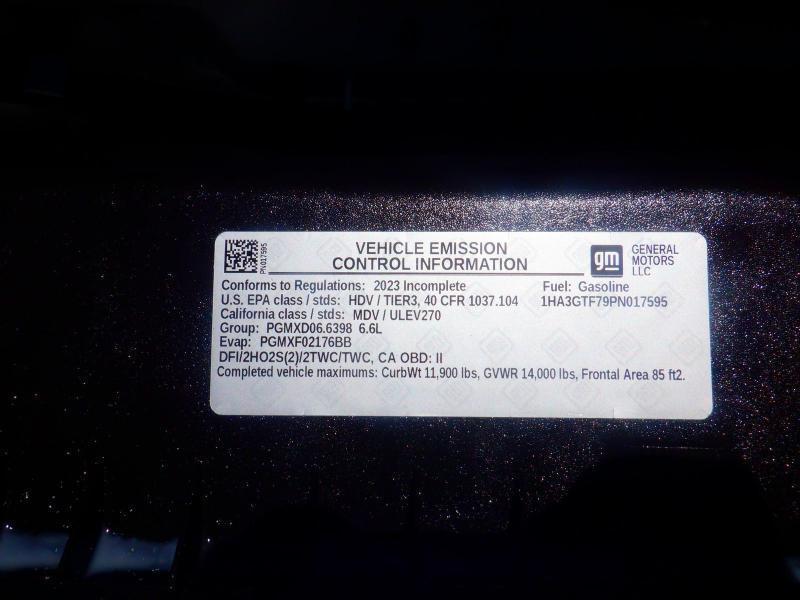 VEHICLE EMISSION
CONTROL INFORMATION
gm
GENERAL
MOTORS
LLC
PN017595
Conforms to Regulations: 2023 Incomplete Fuel: Gasoline
U.S. EPA class / stds: HDV / TIER3, 40 CFR 1037.104 1HA3GTF79PN017595
California class / stds: MDV / ULEV270
Group: PGMXD06.6398 6.6L
Evap: PGMXF02176BB
DFI/2HO2S(2)/2TWC/TWC, CA OBD: II
Completed vehicle maximums: CurbWt 11,900 lbs, GVWR 14,000 lbs, Frontal Area 85 ft2.